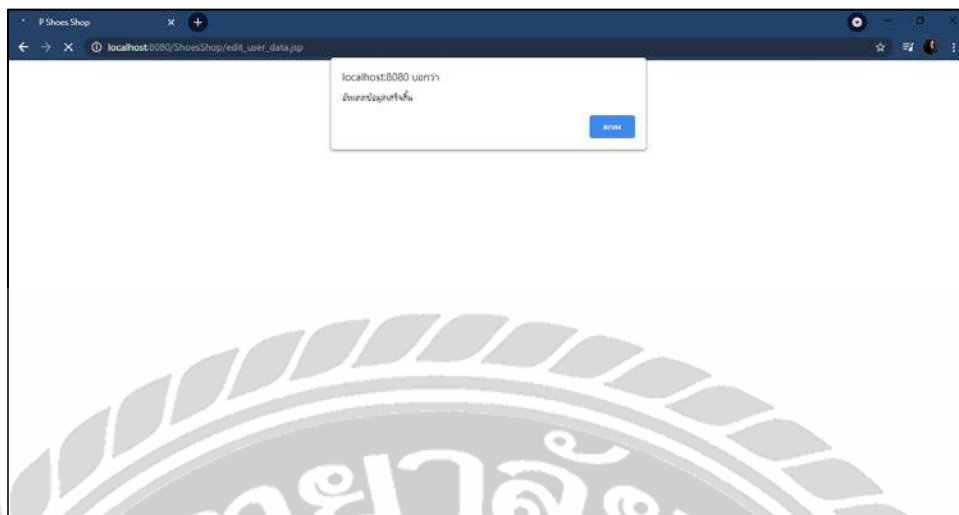 P Shoes Shop
localhost:8080/ShoesShop/edit_user_data.jsp
localhost:8080 บอกว่า
อัพเดตข้อมูลเสร็จสิ้น
ตกลง